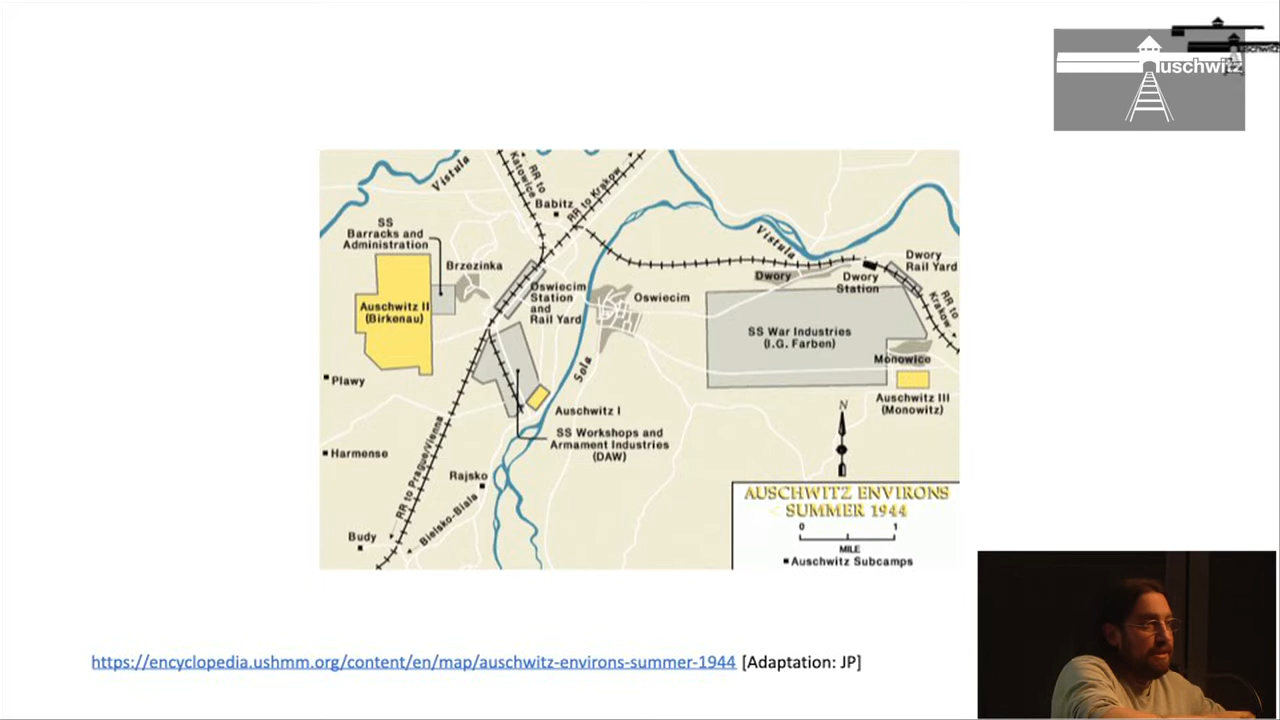 uschwitz
Vistula
RR to
Katowice
RR to Krakow
Babitz
SS
Barracks and
Administration
Brzezinka
Auschwitz II
(Birkenau)
Oswiecim
Station
and
Rail Yard
Oswiecim
Vistula
Dwory
Dwory
Station
Dwory
Rail Yard
RR to
Krakow
SS War Industries
(I.G. Farben)
Monowice
Auschwitz III
(Monowitz)
Plawy
Sola
Auschwitz I
SS Workshops and
Armament Industries
(DAW)
Harmense
RR to Prague/Vienna
Rajsko
Bielsko-Biala
Budy
N
AUSCHWITZ ENVIRONS
SUMMER 1944
0 1
MILE
Auschwitz Subcamps
https://encyclopedia.ushmm.org/content/en/map/auschwitz-environs-summer-1944 [Adaptation: JP]